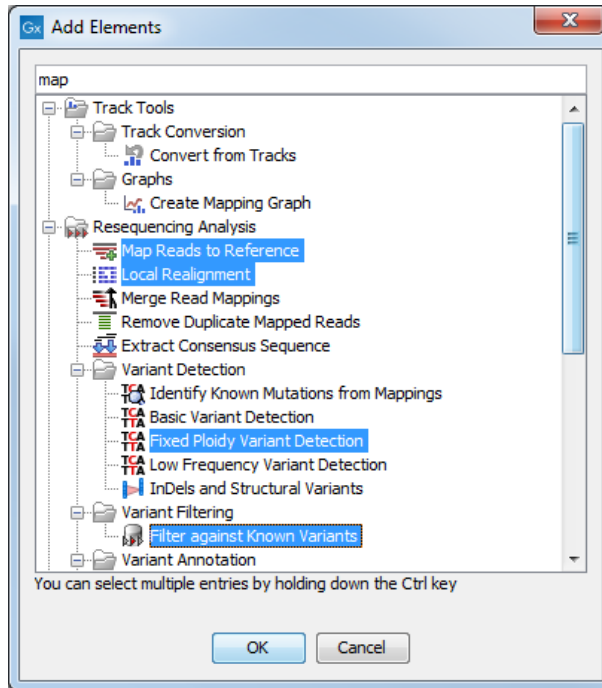 Gx Add Elements
map
Track Tools
Track Conversion
Convert from Tracks
Graphs
Create Mapping Graph
Resequencing Analysis
Map Reads to Reference
Local Realignment
Merge Read Mappings
Remove Duplicate Mapped Reads
Extract Consensus Sequence
Variant Detection
Identify Known Mutations from Mappings
Basic Variant Detection
Fixed Ploidy Variant Detection
Low Frequency Variant Detection
InDels and Structural Variants
Variant Filtering
Filter against Known Variants
Variant Annotation
You can select multiple entries by holding down the Ctrl key
OK Cancel